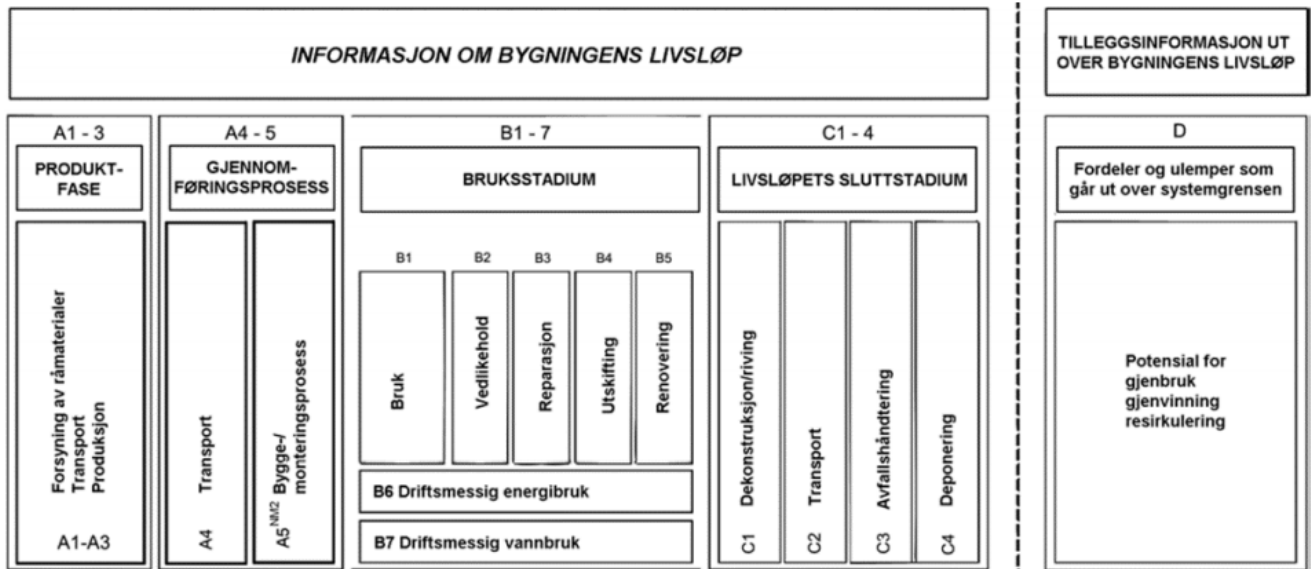 INFORMASJON OM BYGNINGENS LIVSLØP
TILLEGGSINFORMASJON UT
OVER BYGNINGENS LIVSLØP
A1 - 3
PRODUKT-
FASE
Forsyning av råmaterialer
Transport
Produksjon
A1-A3
A4 - 5
GJENNOM-
FØRINGSPROSESS
A4 Transport
A5 NM2 Bygge-/
monteringsprosess
B1 - 7
BRUKSSTADIUM
B1
Bruk
B2
Vedlikehold
B3
Reparasjon
B4
Utskifting
B5
Renovering
B6 Driftsmessig energibruk
B7 Driftsmessig vannbruk
C1 - 4
LIVSLØPETS SLUTTSTADIUM
C1 Dekonstruksjon/riving
C2 Transport
C3 Avfallshåndtering
C4 Deponering
D
Fordeler og ulemper som
går ut over systemgrensen
Potensial for
gjenbruk
gjenvinning
resirkulering